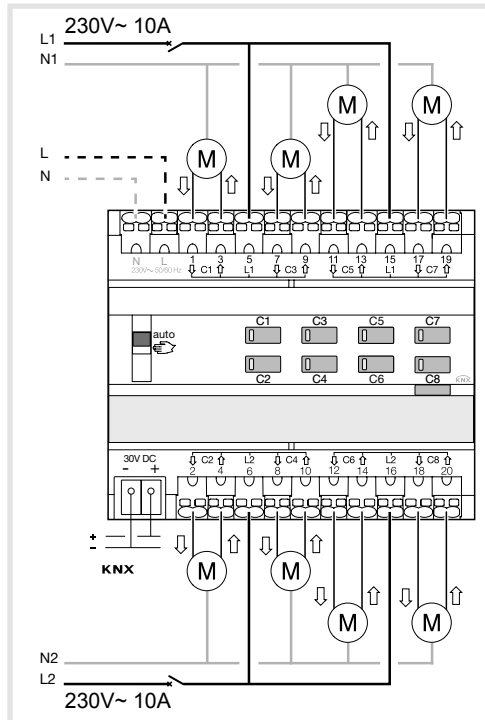 230V~ 10A
L1
N1
M M
M M
L
N
N L 1 3 5 7 9 11 13 15 17 19
230V~ 50/60 Hz C1 L1 C3 C5 L1 C7
auto
C1 C3 C5 C7
C2 C4 C6 C8
KNX
30V DC
- +
C2 L2 C4 C6 L2 C8
2 4 6 8 10 12 14 16 18 20
+
-
KNX
M M
M M
N2
L2
230V~ 10A